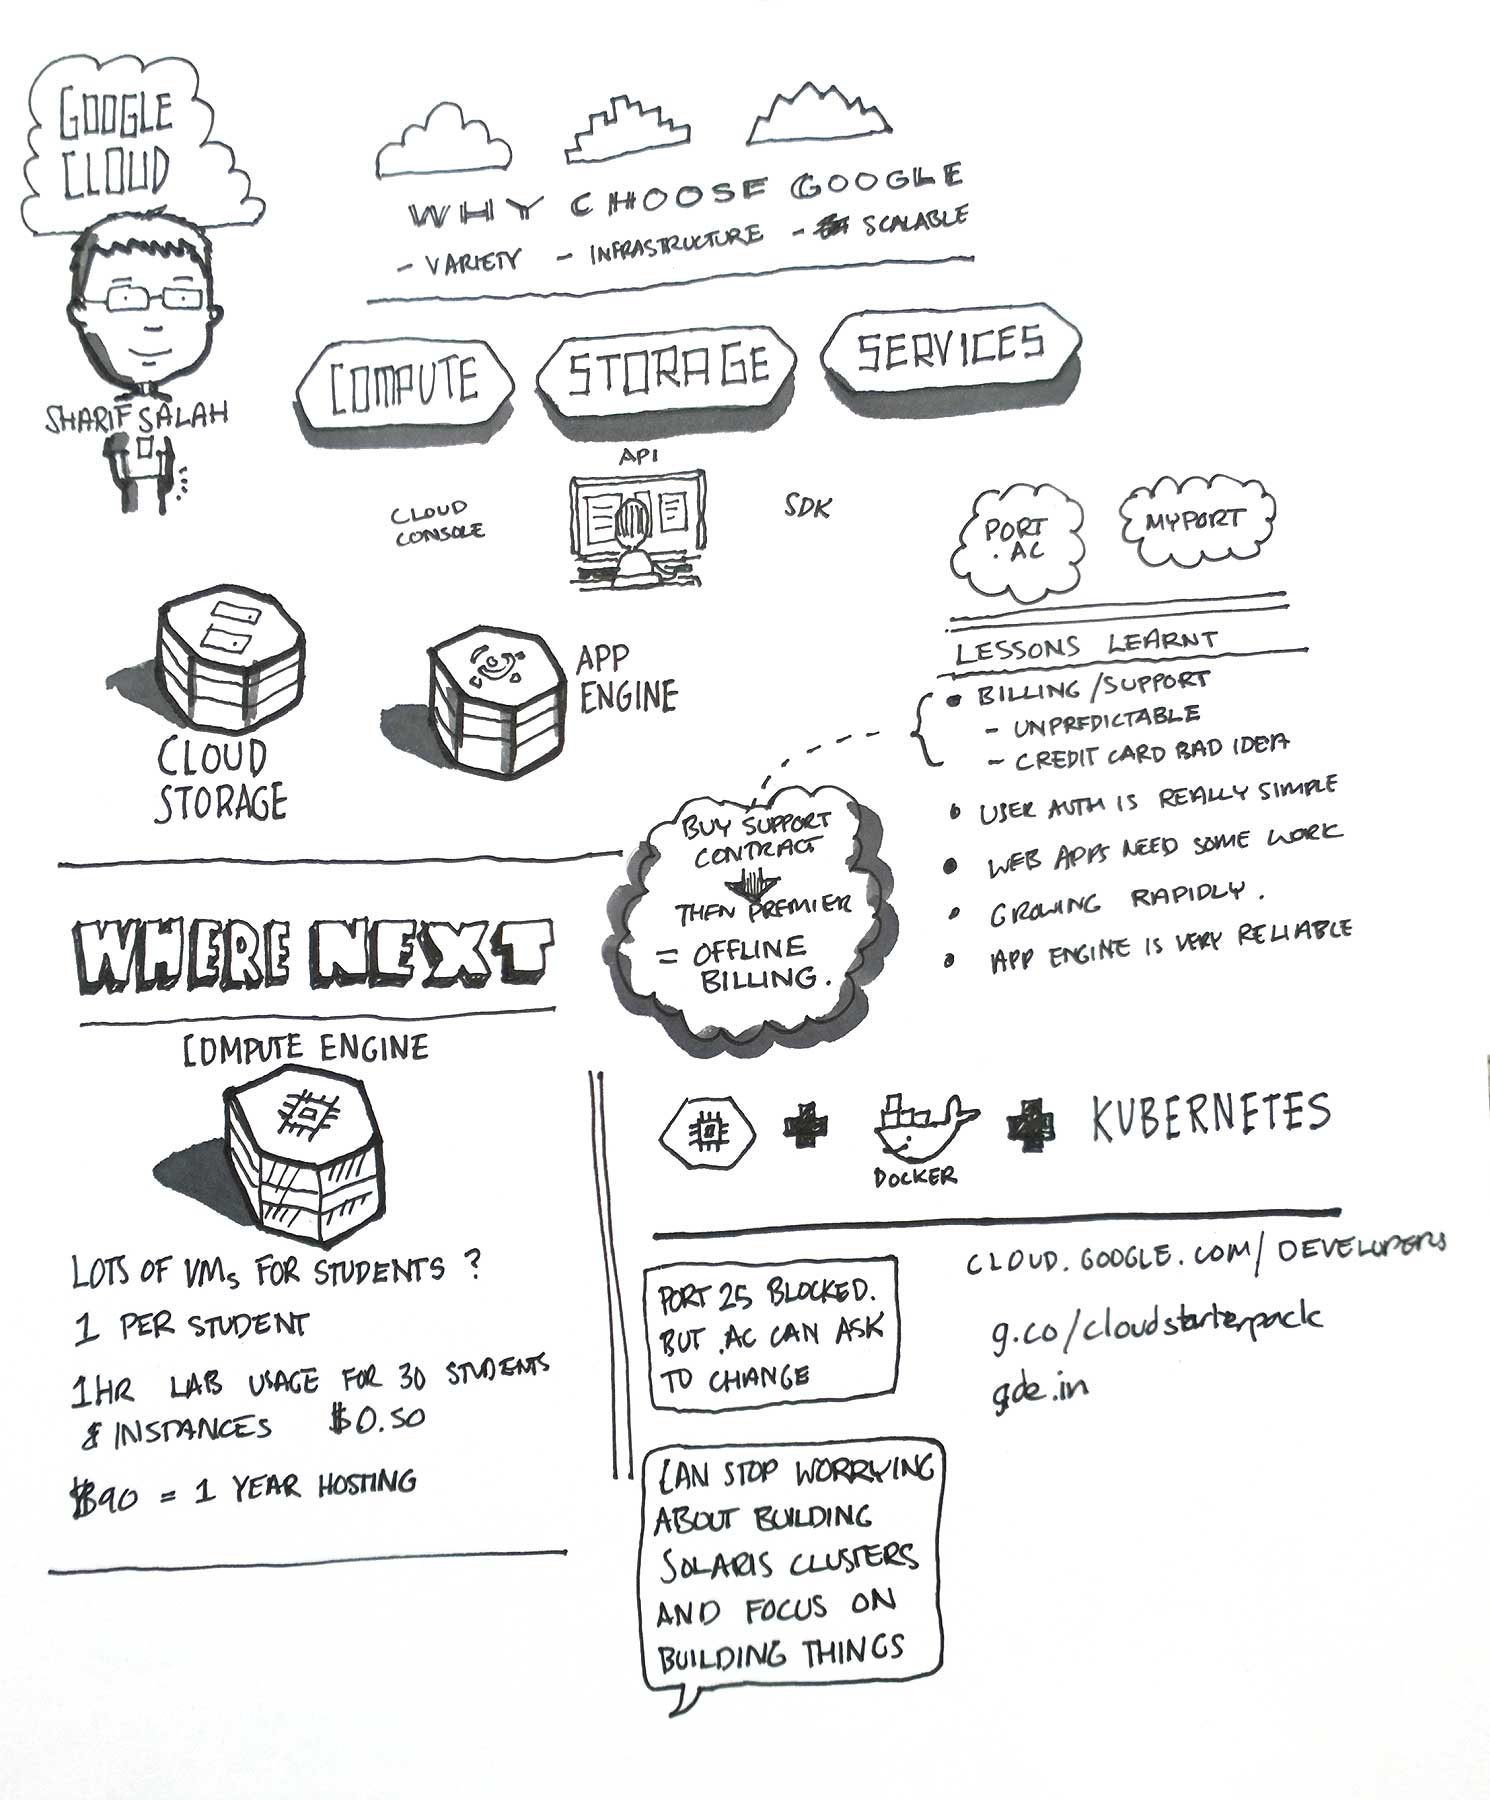 GOOGLE
CLOUD
SHARIF SALAH
WHY CHOOSE GOOGLE
- VARIETY - INFRASTRUCTURE - SCALABLE
COMPUTE
STORAGE
SERVICES
API
CLOUD
CONSOLE
SDK
PORT
.AC
MYPORT
CLOUD
STORAGE
APP
ENGINE
LESSONS LEARNT
• BILLING/SUPPORT
- UNPREDICTABLE
- CREDIT CARD BAD IDEA
• USER AUTH IS REALLY SIMPLE
• WEB APPS NEED SOME WORK
• GROWING RAPIDLY.
• APP ENGINE IS VERY RELIABLE
BUY SUPPORT
CONTRACT
THEN PREMIER
= OFFLINE
BILLING.
WHERE NEXT
COMPUTE ENGINE
LOTS OF VMs FOR STUDENTS?
1 PER STUDENT
1HR LAB USAGE FOR 30 STUDENTS
& INSTANCES $0.50
$90 = 1 YEAR HOSTING
DOCKER
KUBERNETES
PORT 25 BLOCKED.
BUT .AC CAN ASK
TO CHANGE
CLOUD.GOOGLE.COM/DEVELOPERS
g.co/cloudstarterpack
gde.in
CAN STOP WORRYING
ABOUT BUILDING
SOLARIS CLUSTERS
AND FOCUS ON
BUILDING THINGS